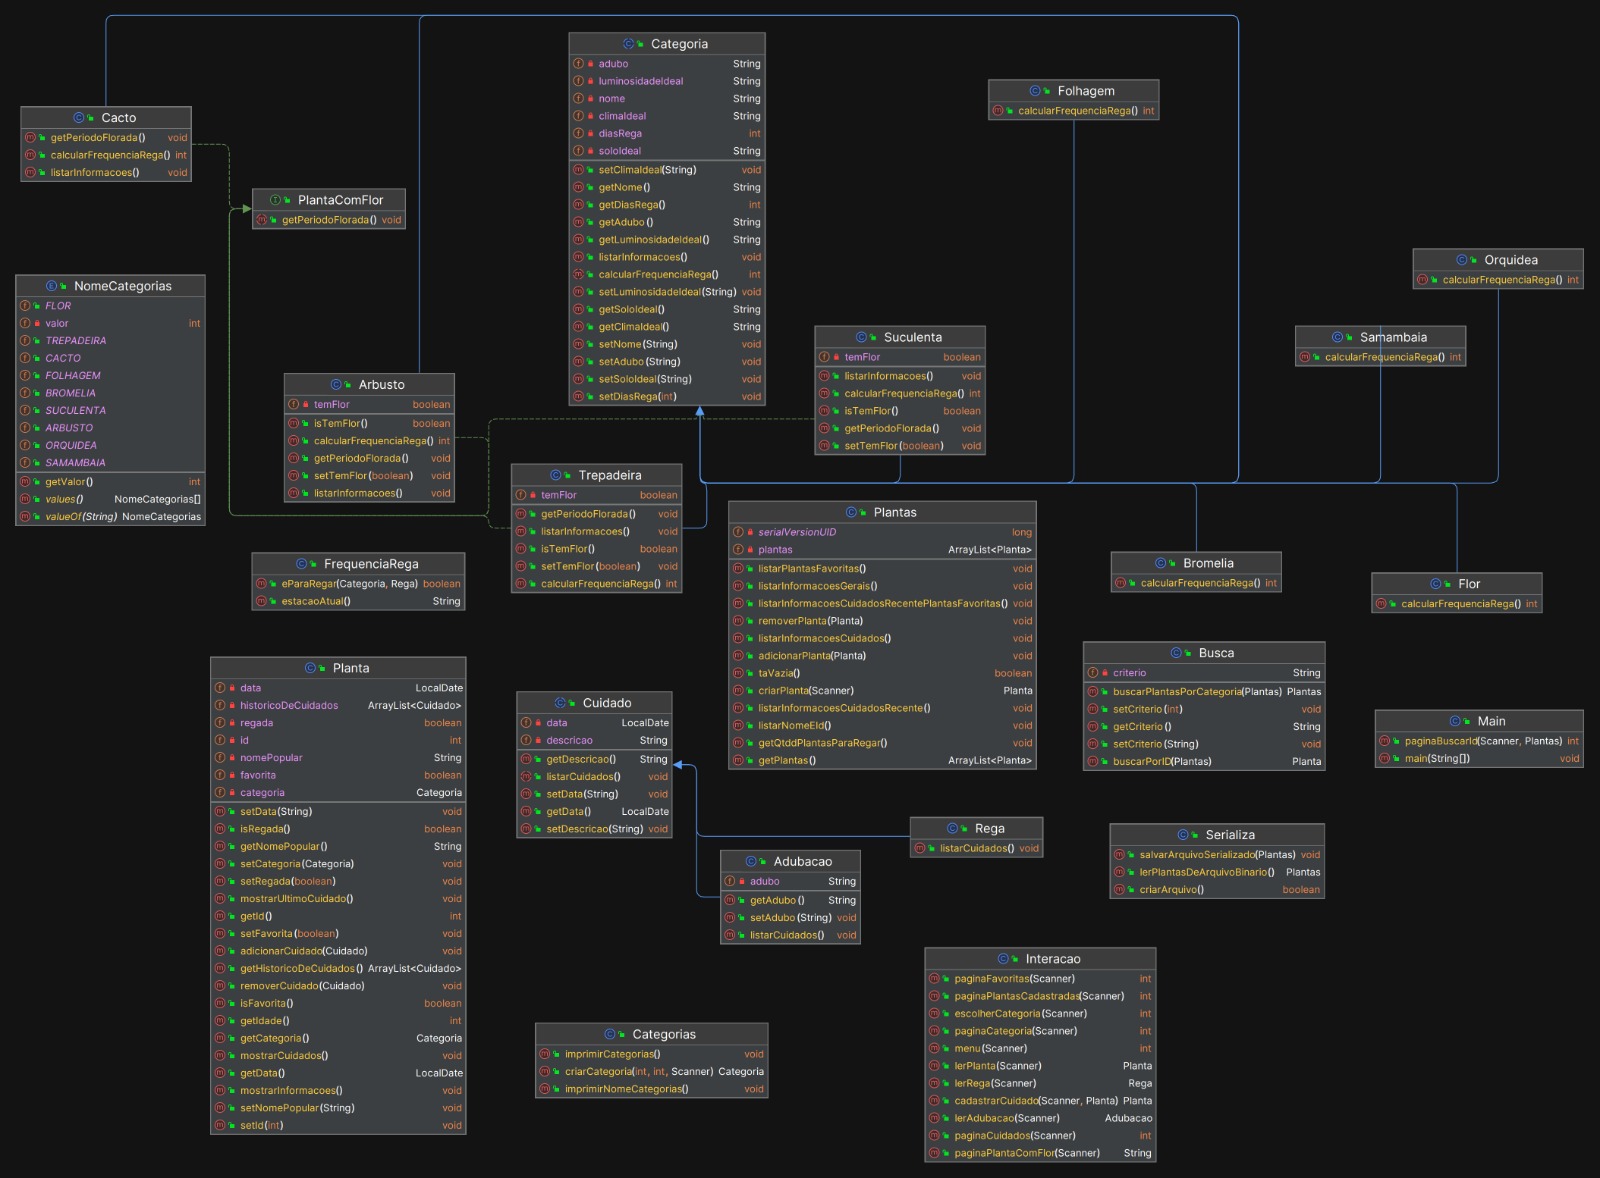 Cacto
getPeriodoFlorada() void
calcularFrequenciaRega() int
listarInformacoes() void
PlantaComFlor
getPeriodoFlorada() void
NomeCategorias
FLOR
valor int
TREPADEIRA
CACTO
FOLHAGEM
BROMELIA
SUCULENTA
ARBUSTO
ORQUIDEA
SAMAMBAIA
getValor() int
values() NomeCategorias[]
valueOf(String) NomeCategorias
Arbusto
temFlor boolean
isTemFlor() boolean
calcularFrequenciaRega() int
getPeriodoFlorada() void
setTemFlor(boolean) void
listarInformacoes() void
Categoria
adubo String
luminosidadeIdeal String
nome String
climaIdeal String
diasRega int
soloIdeal String
setClimaIdeal(String) void
getNome() String
getDiasRega() int
getAdubo() String
getLuminosidadeIdeal() String
listarInformacoes() void
calcularFrequenciaRega() int
setLuminosidadeIdeal(String) void
getSoloIdeal() String
getClimaIdeal() String
setNome(String) void
setAdubo(String) void
setSoloIdeal(String) void
setDiasRega(int) void
Folhagem
calcularFrequenciaRega() int
Orquidea
calcularFrequenciaRega() int
Samambaia
calcularFrequenciaRega() int
Suculenta
temFlor boolean
listarInformacoes() void
calcularFrequenciaRega() int
isTemFlor() boolean
getPeriodoFlorada() void
setTemFlor(boolean) void
Trepadeira
temFlor boolean
getPeriodoFlorada() void
listarInformacoes() void
isTemFlor() boolean
setTemFlor(boolean) void
calcularFrequenciaRega() int
FrequenciaRega
eParaRegar(Categoria, Rega) boolean
estacaoAtual() String
Plantas
serialVersionUID long
plantas ArrayList<Planta>
listarPlantasFavoritas() void
listarInformacoesGerais() void
listarInformacoesCuidadosRecentePlantasFavoritas() void
removerPlanta(Planta) void
listarInformacoesCuidados() void
adicionarPlanta(Planta) void
taVazia() boolean
criarPlanta(Scanner) Planta
listarInformacoesCuidadosRecente() void
listarNomeEId() void
getQtddPlantasParaRegar() void
getPlantas() ArrayList<Planta>
Bromelia
calcularFrequenciaRega() int
Flor
calcularFrequenciaRega() int
Busca
criterio String
buscarPlantasPorCategoria(Plantas) Plantas
setCriterio(int) void
getCriterio() String
setCriterio(String) void
buscarPorID(Plantas) Planta
Main
paginaBuscarId(Scanner, Plantas) int
main(String[]) void
Planta
data LocalDate
historicoDeCuidados ArrayList<Cuidado>
regada boolean
id int
nomePopular String
favorita boolean
categoria Categoria
setData(String) void
isRegada() boolean
getNomePopular() String
setCategoria(Categoria) void
setRegada(boolean) void
mostrarUltimoCuidado() void
getId() int
setFavorita(boolean) void
adicionarCuidado(Cuidado) void
getHistoricoDeCuidados() ArrayList<Cuidado>
removerCuidado(Cuidado) void
isFavorita() boolean
getIdade() int
getCategoria() Categoria
mostrarCuidados() void
getData() LocalDate
mostrarInformacoes() void
setNomePopular(String) void
setId(int) void
Cuidado
data LocalDate
descricao String
getDescricao() String
listarCuidados() void
setData(String) void
getData() LocalDate
setDescricao(String) void
Rega
listarCuidados() void
Adubacao
adubo String
getAdubo() String
setAdubo(String) void
listarCuidados() void
Serializa
salvarArquivoSerializado(Plantas) void
lerPlantasDeArquivoBinario() Plantas
criarArquivo() boolean
Categorias
imprimirCategorias() void
criarCategoria(int, int, Scanner) Categoria
imprimirNomeCategorias() void
Interacao
paginaFavoritas(Scanner) int
paginaPlantasCadastradas(Scanner) int
escolherCategoria(Scanner) int
paginaCategoria(Scanner) int
menu(Scanner) int
lerPlanta(Scanner) Planta
lerRega(Scanner) Rega
cadastrarCuidado(Scanner, Planta) Planta
lerAdubacao(Scanner) Adubacao
paginaCuidados(Scanner) int
paginaPlantaComFlor(Scanner) String